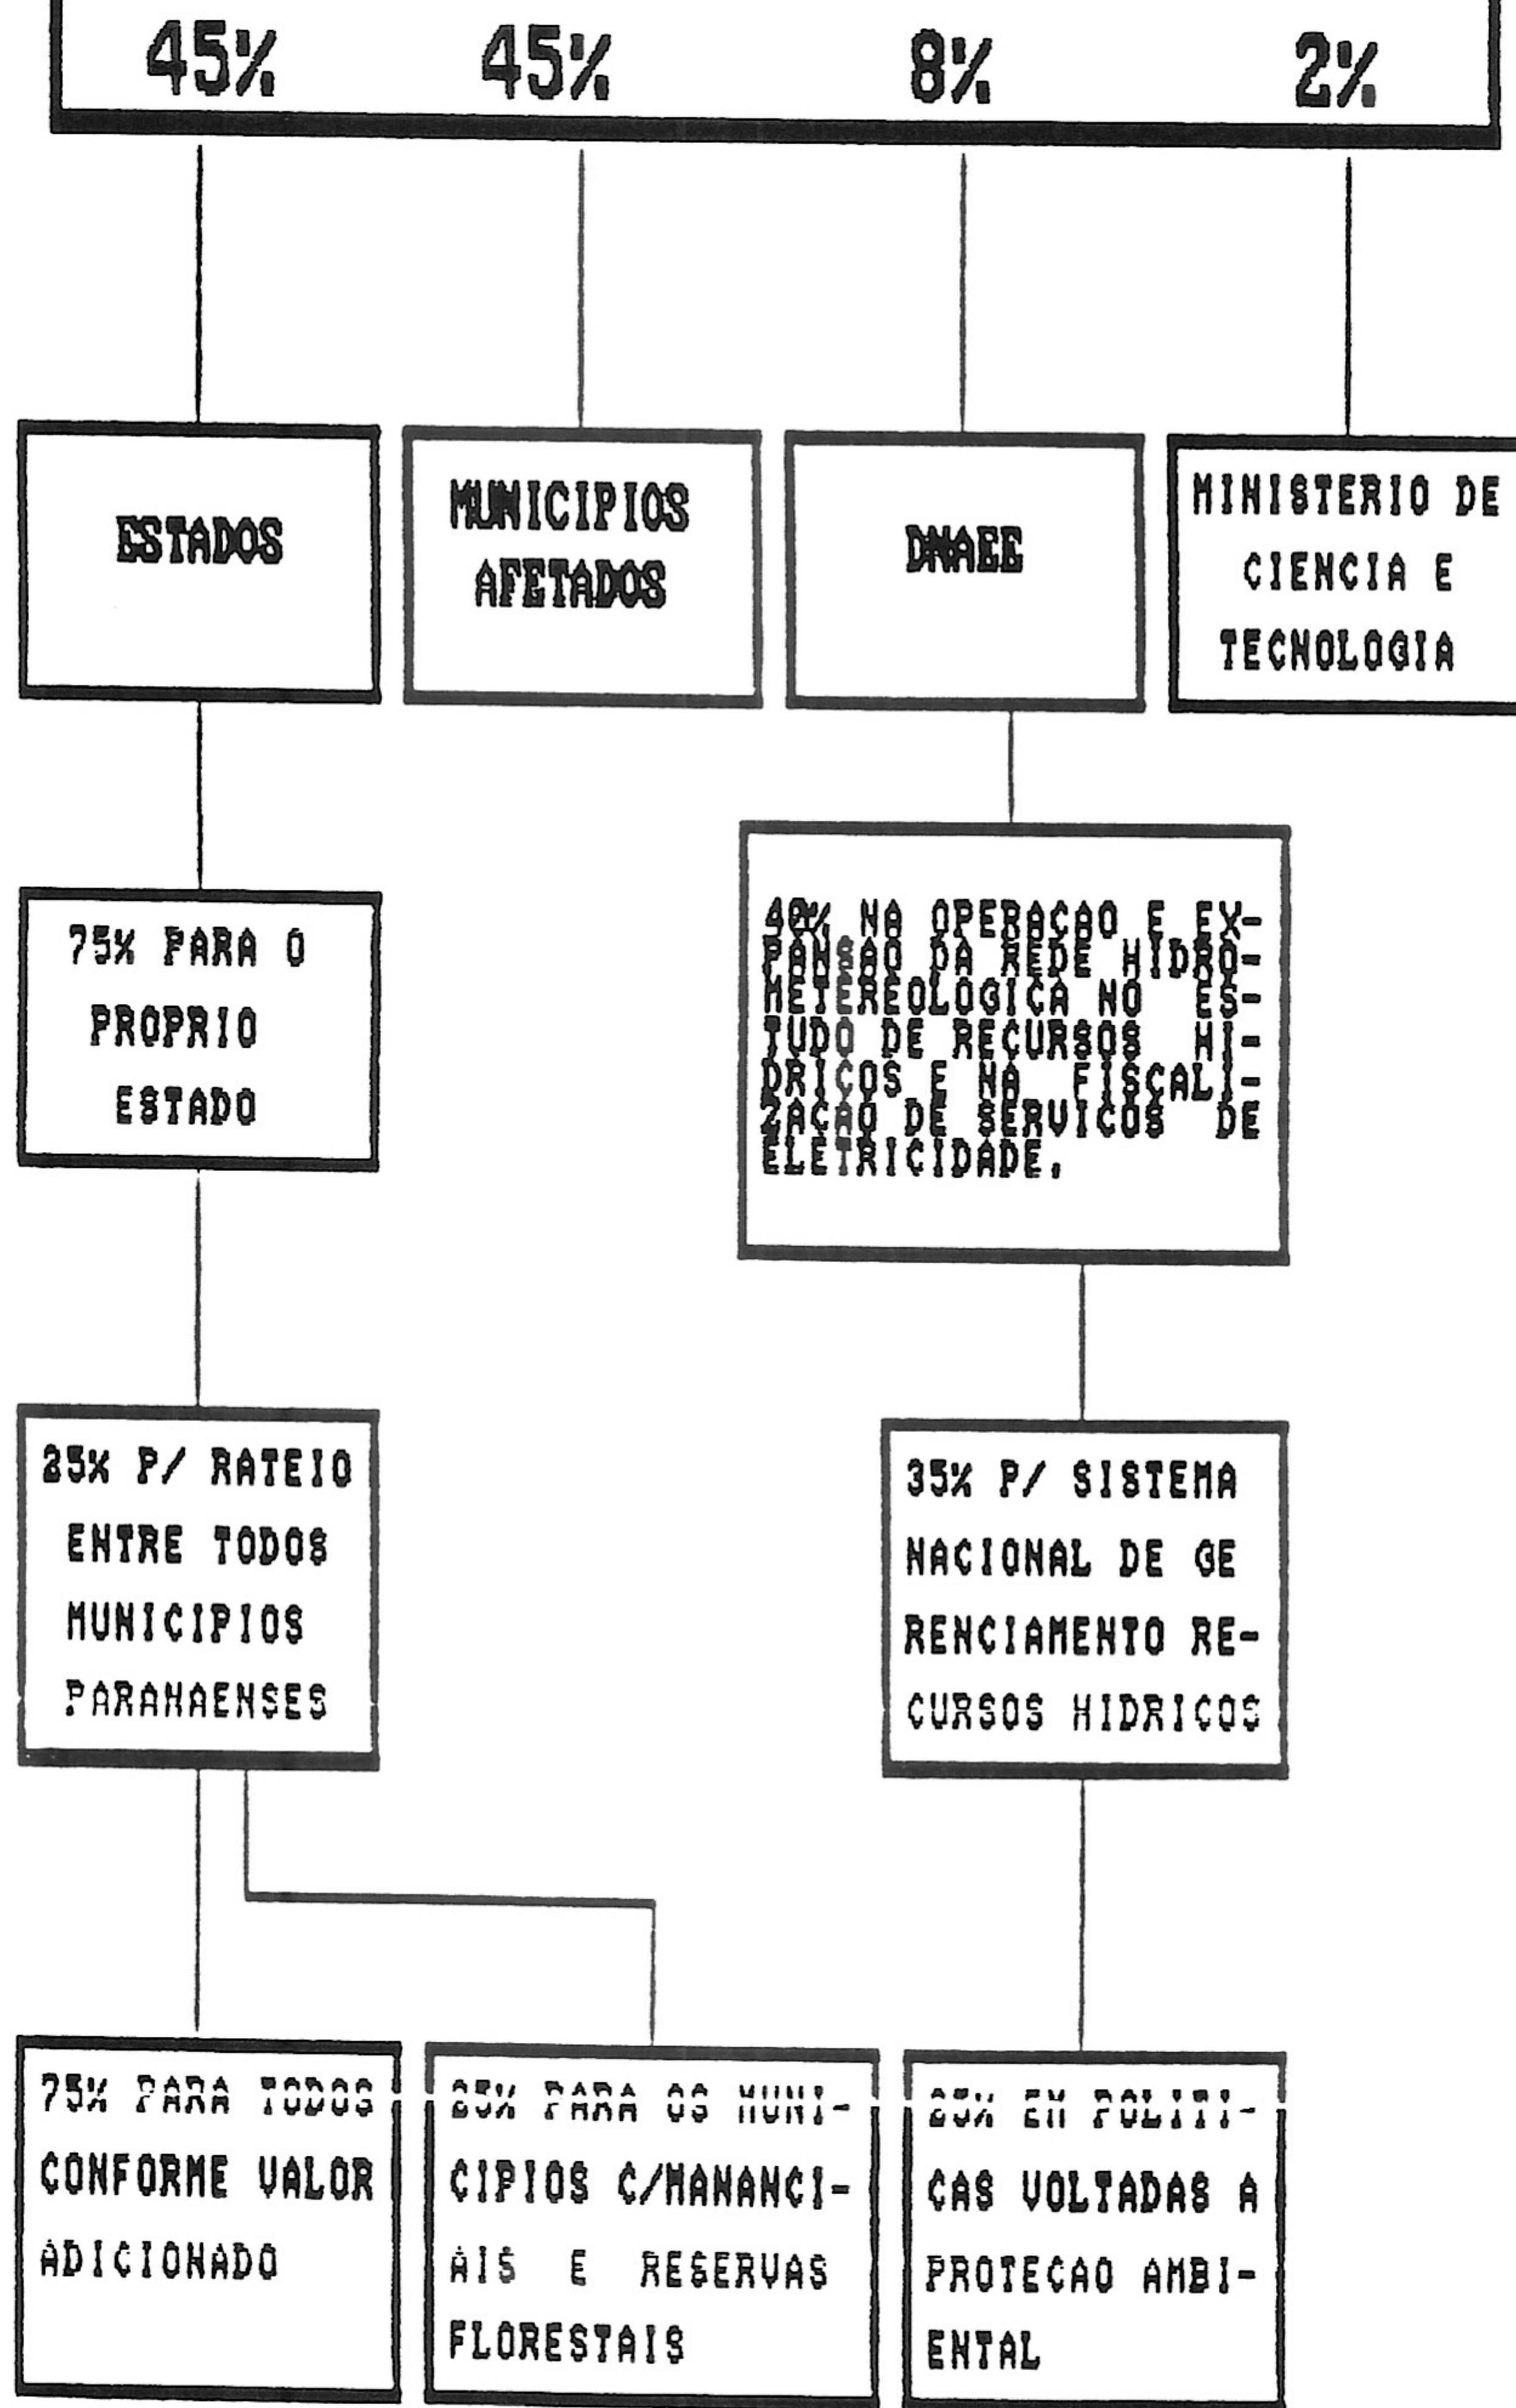 45% 45% 8% 2%
ESTADOS
MUNICIPIOS
AFETADOS
DNAEE
MINISTERIO DE
CIENCIA E
TECNOLOGIA
75% PARA O
PROPRIO
ESTADO
40% NA OPERAÇAO E EX-
PANSAO DA REDE HIDRO-
METEREOLOGICA NO ES-
TUDO DE RECURSOS HI-
DRICOS E NA FISCALI-
ZAÇAO DE SERVICOS DE
ELETRICIDADE.
25% P/ RATEIO
ENTRE TODOS
MUNICIPIOS
PARANAENSES
35% P/ SISTEMA
NACIONAL DE GE
RENCIAMENTO RE-
CURSOS HIDRICOS
75% PARA TODOS
CONFORME VALOR
ADICIONADO
25% PARA OS MUNI-
CIPIOS C/MANANCI-
AIS E RESERVAS
FLORESTAIS
25% EM POLITI-
CAS VOLTADAS A
PROTECAO AMBI-
ENTAL